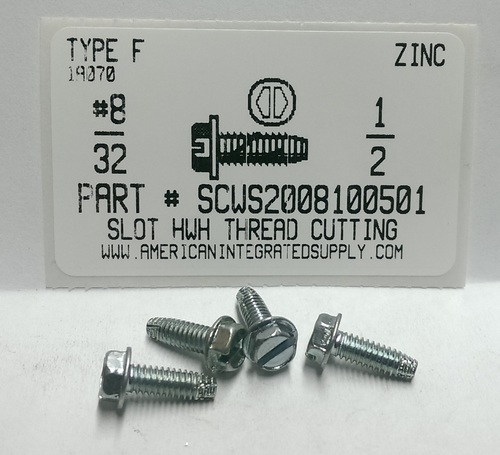 TYPE F ZINC
19070
#8 1
32 2
PART # SCWS2008100501
SLOT HWH THREAD CUTTING
WWW.AMERICANINTEGRATEDSUPPLY.COM